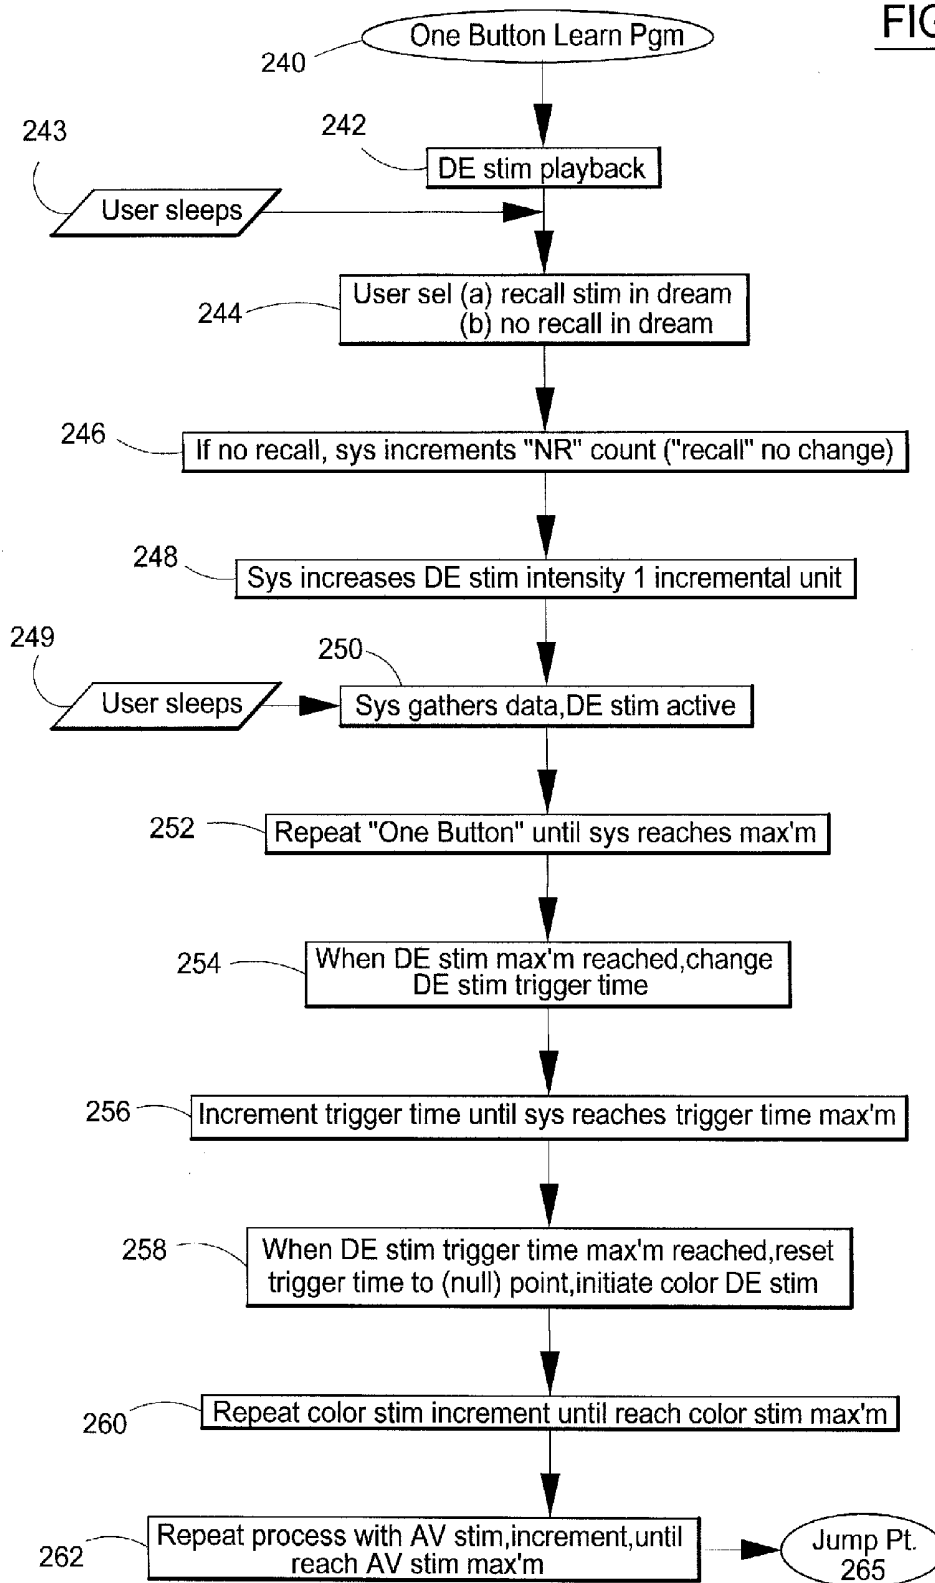 FIG
One Button Learn Pgm
240
242
243
DE stim playback
User sleeps
244
User sel (a) recall stim in dream
(b) no recall in dream
246
If no recall, sys increments "NR" count ("recall" no change)
248
Sys increases DE stim intensity 1 incremental unit
249
250
User sleeps
Sys gathers data,DE stim active
252
Repeat "One Button" until sys reaches max'm
254
When DE stim max'm reached,change
DE stim trigger time
256
Increment trigger time until sys reaches trigger time max'm
258
When DE stim trigger time max'm reached,reset
trigger time to (null) point,initiate color DE stim
260
Repeat color stim increment until reach color stim max'm
262
Repeat process with AV stim,increment,until
reach AV stim max'm
Jump Pt.
265